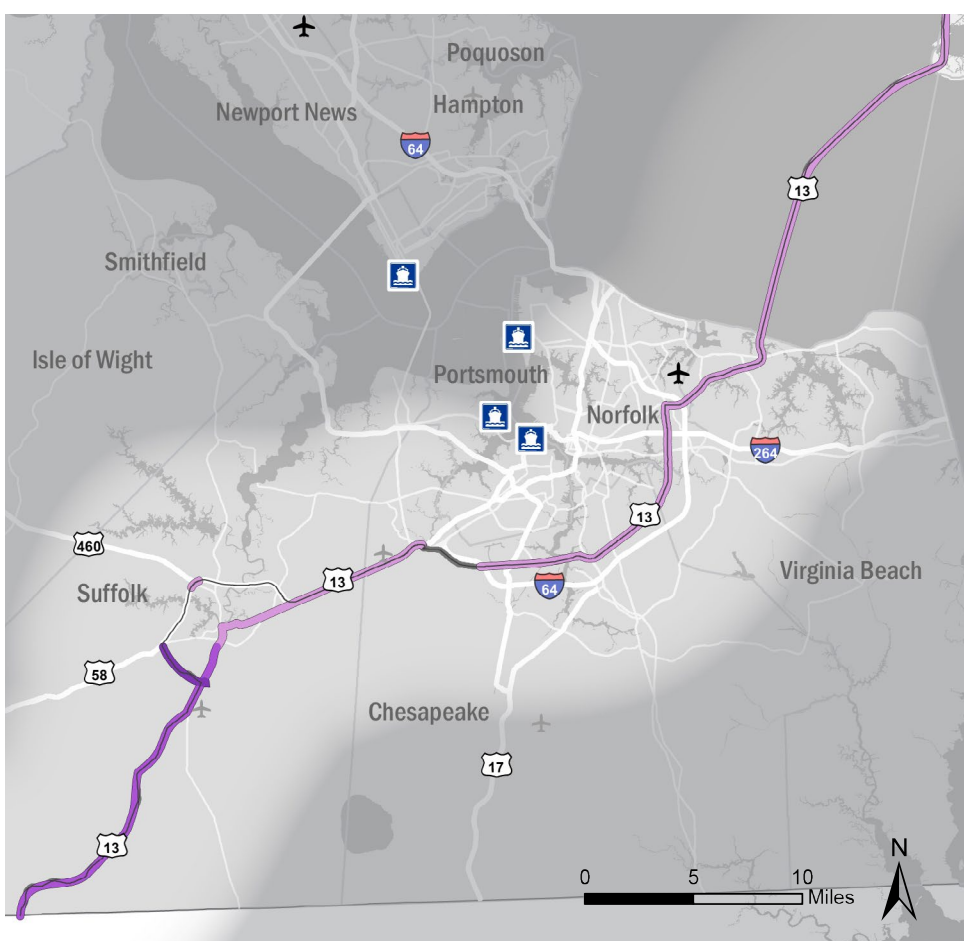 Poquoson
Hampton
Newport News
64
13
Smithfield
Isle of Wight
Portsmouth
Norfolk
264
13
460
13
Suffolk
64
Virginia Beach
58
Chesapeake
17
13
N
0 5 10
Miles